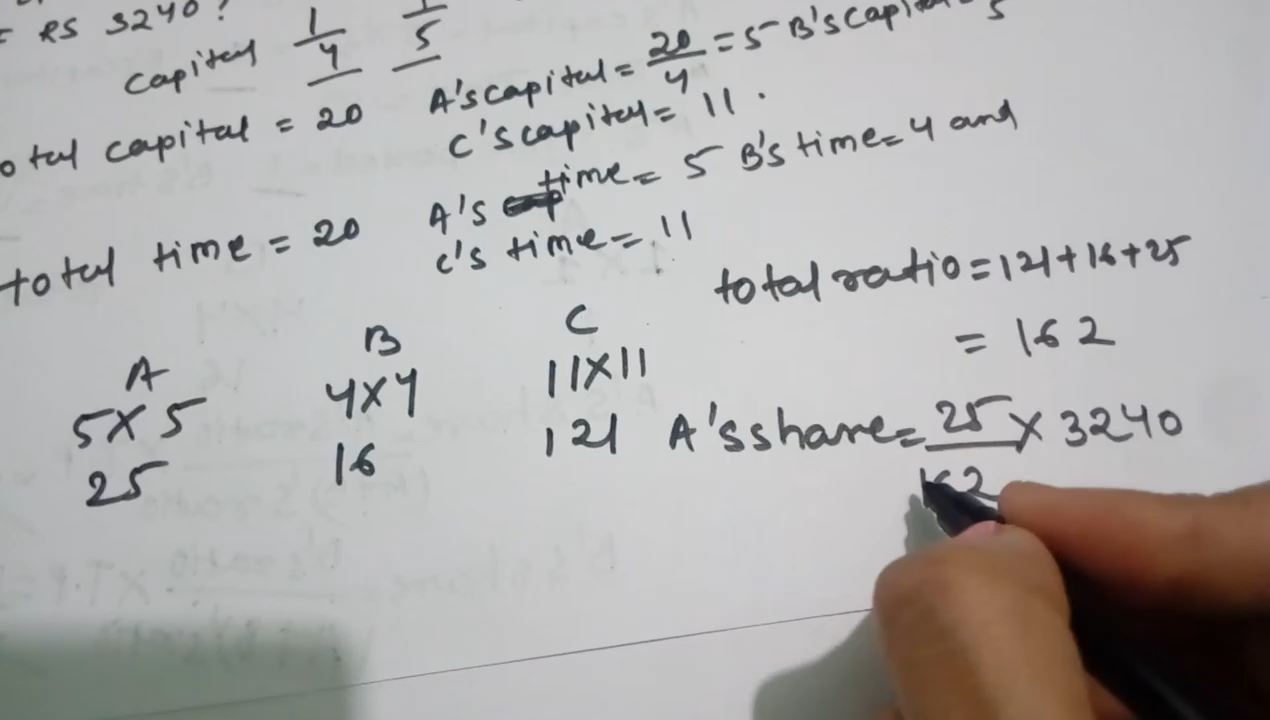 = RS 3240?
capital 1/4 1/5
otal capital = 20 A's capital = 20/4 = 5 B's capital = 5
C's capital = 11.
total time = 20 A's time = 5 B's time = 4 and
c's time = 11
total ratio = 121 + 16 + 25
= 162
A B C
5 X 5 4 X 4 11 X 11
25 16 121
A's share = 25/162 X 3240